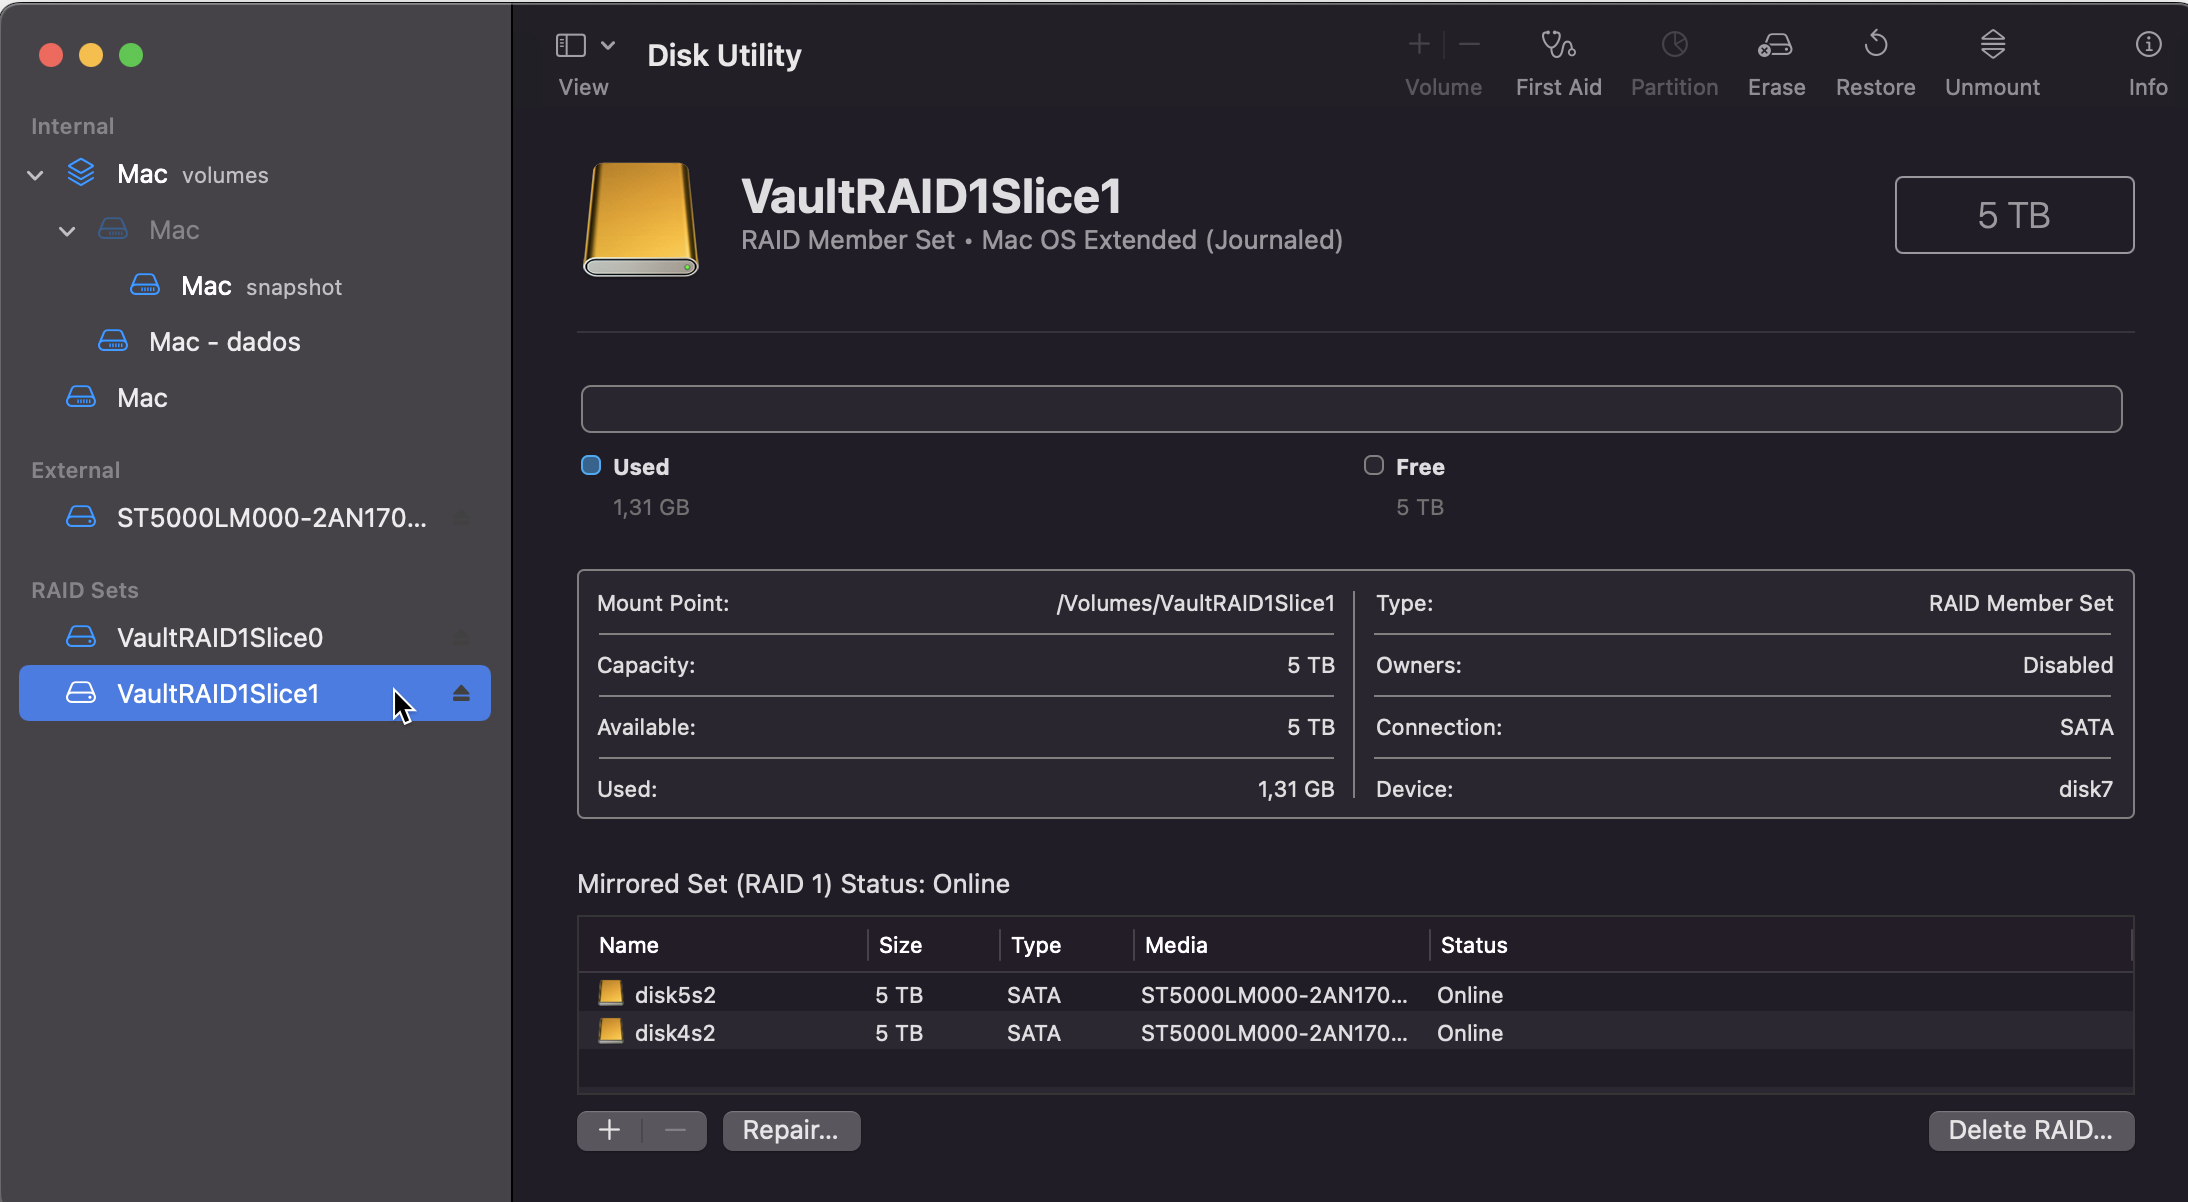 View
Disk Utility
Volume
First Aid
Partition
Erase
Restore
Unmount
Info
Internal
Mac volumes
Mac
Mac snapshot
Mac - dados
Mac
External
ST5000LM000-2AN170...
RAID Sets
VaultRAID1Slice0
VaultRAID1Slice1
VaultRAID1Slice1
RAID Member Set • Mac OS Extended (Journaled)
5 TB
Used
1,31 GB
Free
5 TB
Mount Point: /Volumes/VaultRAID1Slice1
Capacity: 5 TB
Available: 5 TB
Used: 1,31 GB
Type: RAID Member Set
Owners: Disabled
Connection: SATA
Device: disk7
Mirrored Set (RAID 1) Status: Online
Name Size Type Media Status
disk5s2 5 TB SATA ST5000LM000-2AN170... Online
disk4s2 5 TB SATA ST5000LM000-2AN170... Online
Repair...
Delete RAID...